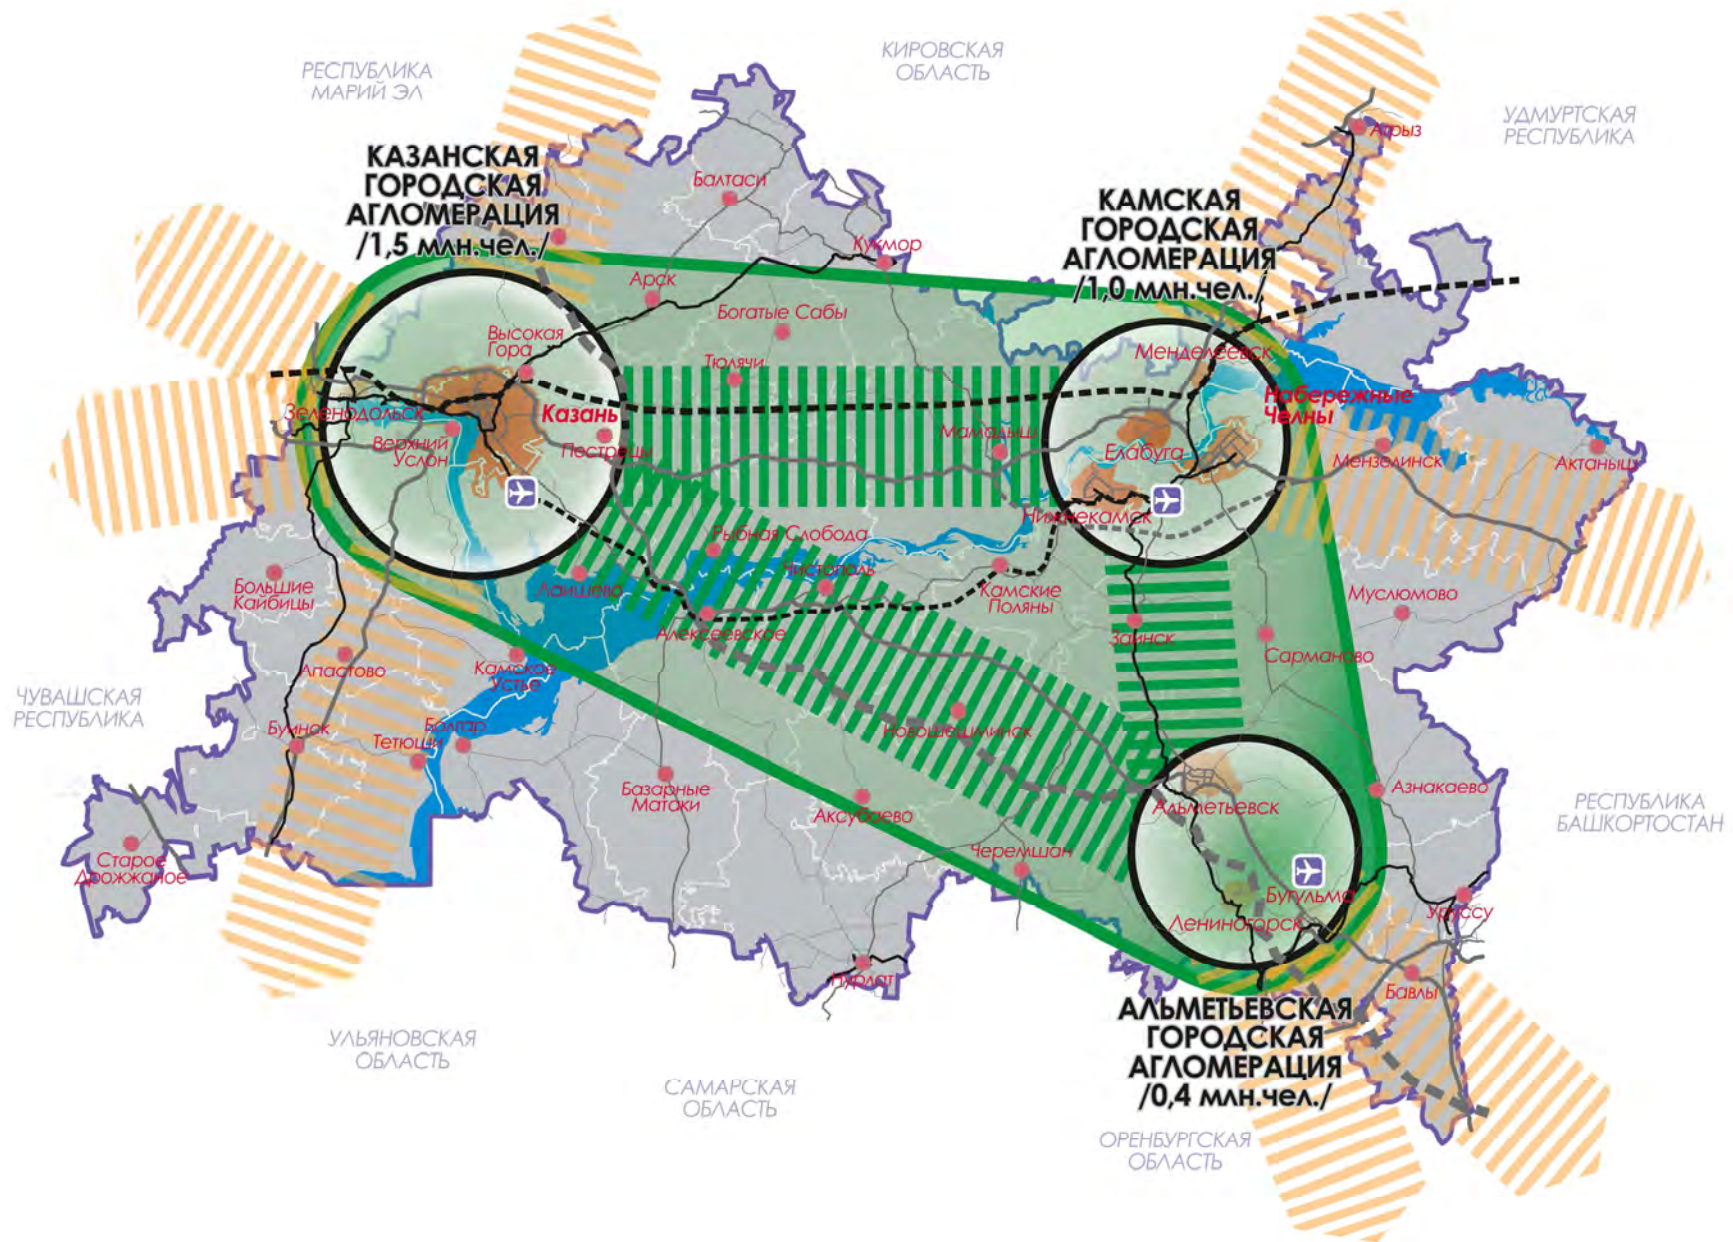 КИРОВСКАЯ
ОБЛАСТЬ
РЕСПУБЛИКА
МАРИЙ ЭЛ
УДМУРТСКАЯ
РЕСПУБЛИКА
Агрыз
КАЗАНСКАЯ
ГОРОДСКАЯ
АГЛОМЕРАЦИЯ
/1,5 млн.чел./
Балтаси
КАМСКАЯ
ГОРОДСКАЯ
АГЛОМЕРАЦИЯ
/1,0 млн.чел./
Кукмор
Арск
Богатые Сабы
Высокая
Гора
Тюлячи
Менделеевск
Набережные
Челны
Зеленодольск
Казань
Верхний
Услон
Пестрецы
Мамадыш
Елабуга
Мензелинск
Актаныш
Нижнекамск
Рыбная Слобода
Чистополь
Большие
Кайбицы
Лаишево
Камские
Поляны
Муслюмово
Алексеевское
Заинск
Сарманово
Апастово
Камское
Устье
ЧУВАШСКАЯ
РЕСПУБЛИКА
Буинск
Тетюши
Болгар
Новошешминск
Базарные
Матаки
Аксубаево
Альметьевск
Азнакаево
РЕСПУБЛИКА
БАШКОРТОСТАН
Старое
Дрожжаное
Черемшан
Бугульма
Лениногорск
Уруссу
Нурлат
Бавлы
АЛЬМЕТЬЕВСКАЯ
ГОРОДСКАЯ
АГЛОМЕРАЦИЯ
/0,4 млн.чел./
УЛЬЯНОВСКАЯ
ОБЛАСТЬ
САМАРСКАЯ
ОБЛАСТЬ
ОРЕНБУРГСКАЯ
ОБЛАСТЬ